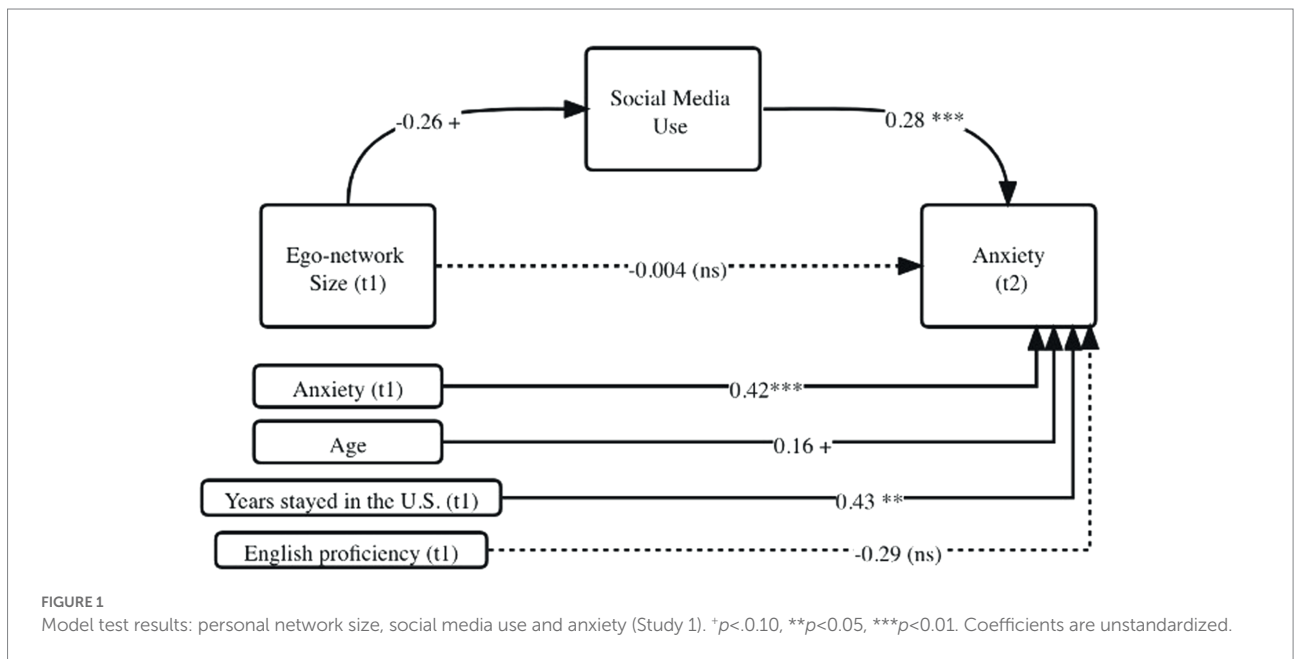 Social Media
Use
-0.26 +
0.28 ***
Ego-network
Size (t1)
-0.004 (ns)
Anxiety
(t2)
Anxiety (t1)
0.42***
Age
0.16 +
Years stayed in the U.S. (t1)
0.43 **
English proficiency (t1)
-0.29 (ns)
FIGURE 1
Model test results: personal network size, social media use and anxiety (Study 1). +p<.0.10, **p<0.05, ***p<0.01. Coefficients are unstandardized.